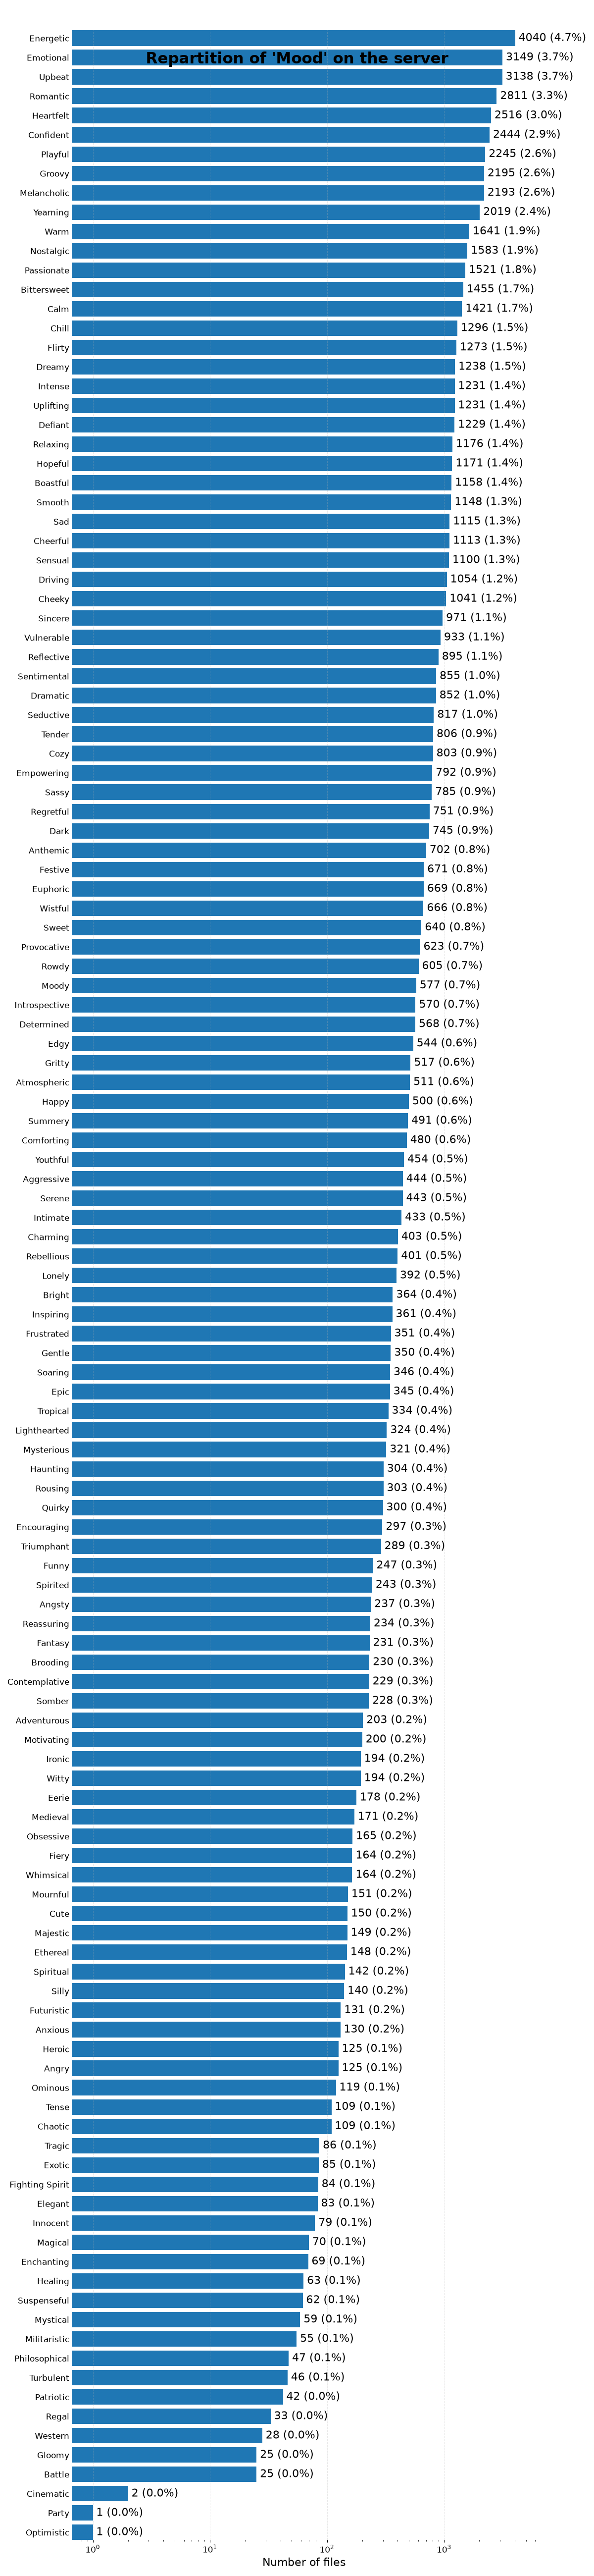 Repartition of 'Mood' on the server
Energetic 4040 (4.7%)
Emotional 3149 (3.7%)
Upbeat 3138 (3.7%)
Romantic 2811 (3.3%)
Heartfelt 2516 (3.0%)
Confident 2444 (2.9%)
Playful 2245 (2.6%)
Groovy 2195 (2.6%)
Melancholic 2193 (2.6%)
Yearning 2019 (2.4%)
Warm 1641 (1.9%)
Nostalgic 1583 (1.9%)
Passionate 1521 (1.8%)
Bittersweet 1455 (1.7%)
Calm 1421 (1.7%)
Chill 1296 (1.5%)
Flirty 1273 (1.5%)
Dreamy 1238 (1.5%)
Intense 1231 (1.4%)
Uplifting 1231 (1.4%)
Defiant 1229 (1.4%)
Relaxing 1176 (1.4%)
Hopeful 1171 (1.4%)
Boastful 1158 (1.4%)
Smooth 1148 (1.3%)
Sad 1115 (1.3%)
Cheerful 1113 (1.3%)
Sensual 1100 (1.3%)
Driving 1054 (1.2%)
Cheeky 1041 (1.2%)
Sincere 971 (1.1%)
Vulnerable 933 (1.1%)
Reflective 895 (1.1%)
Sentimental 855 (1.0%)
Dramatic 852 (1.0%)
Seductive 817 (1.0%)
Tender 806 (0.9%)
Cozy 803 (0.9%)
Empowering 792 (0.9%)
Sassy 785 (0.9%)
Regretful 751 (0.9%)
Dark 745 (0.9%)
Anthemic 702 (0.8%)
Festive 671 (0.8%)
Euphoric 669 (0.8%)
Wistful 666 (0.8%)
Sweet 640 (0.8%)
Provocative 623 (0.7%)
Rowdy 605 (0.7%)
Moody 577 (0.7%)
Introspective 570 (0.7%)
Determined 568 (0.7%)
Edgy 544 (0.6%)
Gritty 517 (0.6%)
Atmospheric 511 (0.6%)
Happy 500 (0.6%)
Summery 491 (0.6%)
Comforting 480 (0.6%)
Youthful 454 (0.5%)
Aggressive 444 (0.5%)
Serene 443 (0.5%)
Intimate 433 (0.5%)
Charming 403 (0.5%)
Rebellious 401 (0.5%)
Lonely 392 (0.5%)
Bright 364 (0.4%)
Inspiring 361 (0.4%)
Frustrated 351 (0.4%)
Gentle 350 (0.4%)
Soaring 346 (0.4%)
Epic 345 (0.4%)
Tropical 334 (0.4%)
Lighthearted 324 (0.4%)
Mysterious 321 (0.4%)
Haunting 304 (0.4%)
Rousing 303 (0.4%)
Quirky 300 (0.4%)
Encouraging 297 (0.3%)
Triumphant 289 (0.3%)
Funny 247 (0.3%)
Spirited 243 (0.3%)
Angsty 237 (0.3%)
Reassuring 234 (0.3%)
Fantasy 231 (0.3%)
Brooding 230 (0.3%)
Contemplative 229 (0.3%)
Somber 228 (0.3%)
Adventurous 203 (0.2%)
Motivating 200 (0.2%)
Ironic 194 (0.2%)
Witty 194 (0.2%)
Eerie 178 (0.2%)
Medieval 171 (0.2%)
Obsessive 165 (0.2%)
Fiery 164 (0.2%)
Whimsical 164 (0.2%)
Mournful 151 (0.2%)
Cute 150 (0.2%)
Majestic 149 (0.2%)
Ethereal 148 (0.2%)
Spiritual 142 (0.2%)
Silly 140 (0.2%)
Futuristic 131 (0.2%)
Anxious 130 (0.2%)
Heroic 125 (0.1%)
Angry 125 (0.1%)
Ominous 119 (0.1%)
Tense 109 (0.1%)
Chaotic 109 (0.1%)
Tragic 86 (0.1%)
Exotic 85 (0.1%)
Fighting Spirit 84 (0.1%)
Elegant 83 (0.1%)
Innocent 79 (0.1%)
Magical 70 (0.1%)
Enchanting 69 (0.1%)
Healing 63 (0.1%)
Suspenseful 62 (0.1%)
Mystical 59 (0.1%)
Militaristic 55 (0.1%)
Philosophical 47 (0.1%)
Turbulent 46 (0.1%)
Patriotic 42 (0.0%)
Regal 33 (0.0%)
Western 28 (0.0%)
Gloomy 25 (0.0%)
Battle 25 (0.0%)
Cinematic 2 (0.0%)
Party 1 (0.0%)
Optimistic 1 (0.0%)
10⁰ 10¹ 10² 10³
Number of files